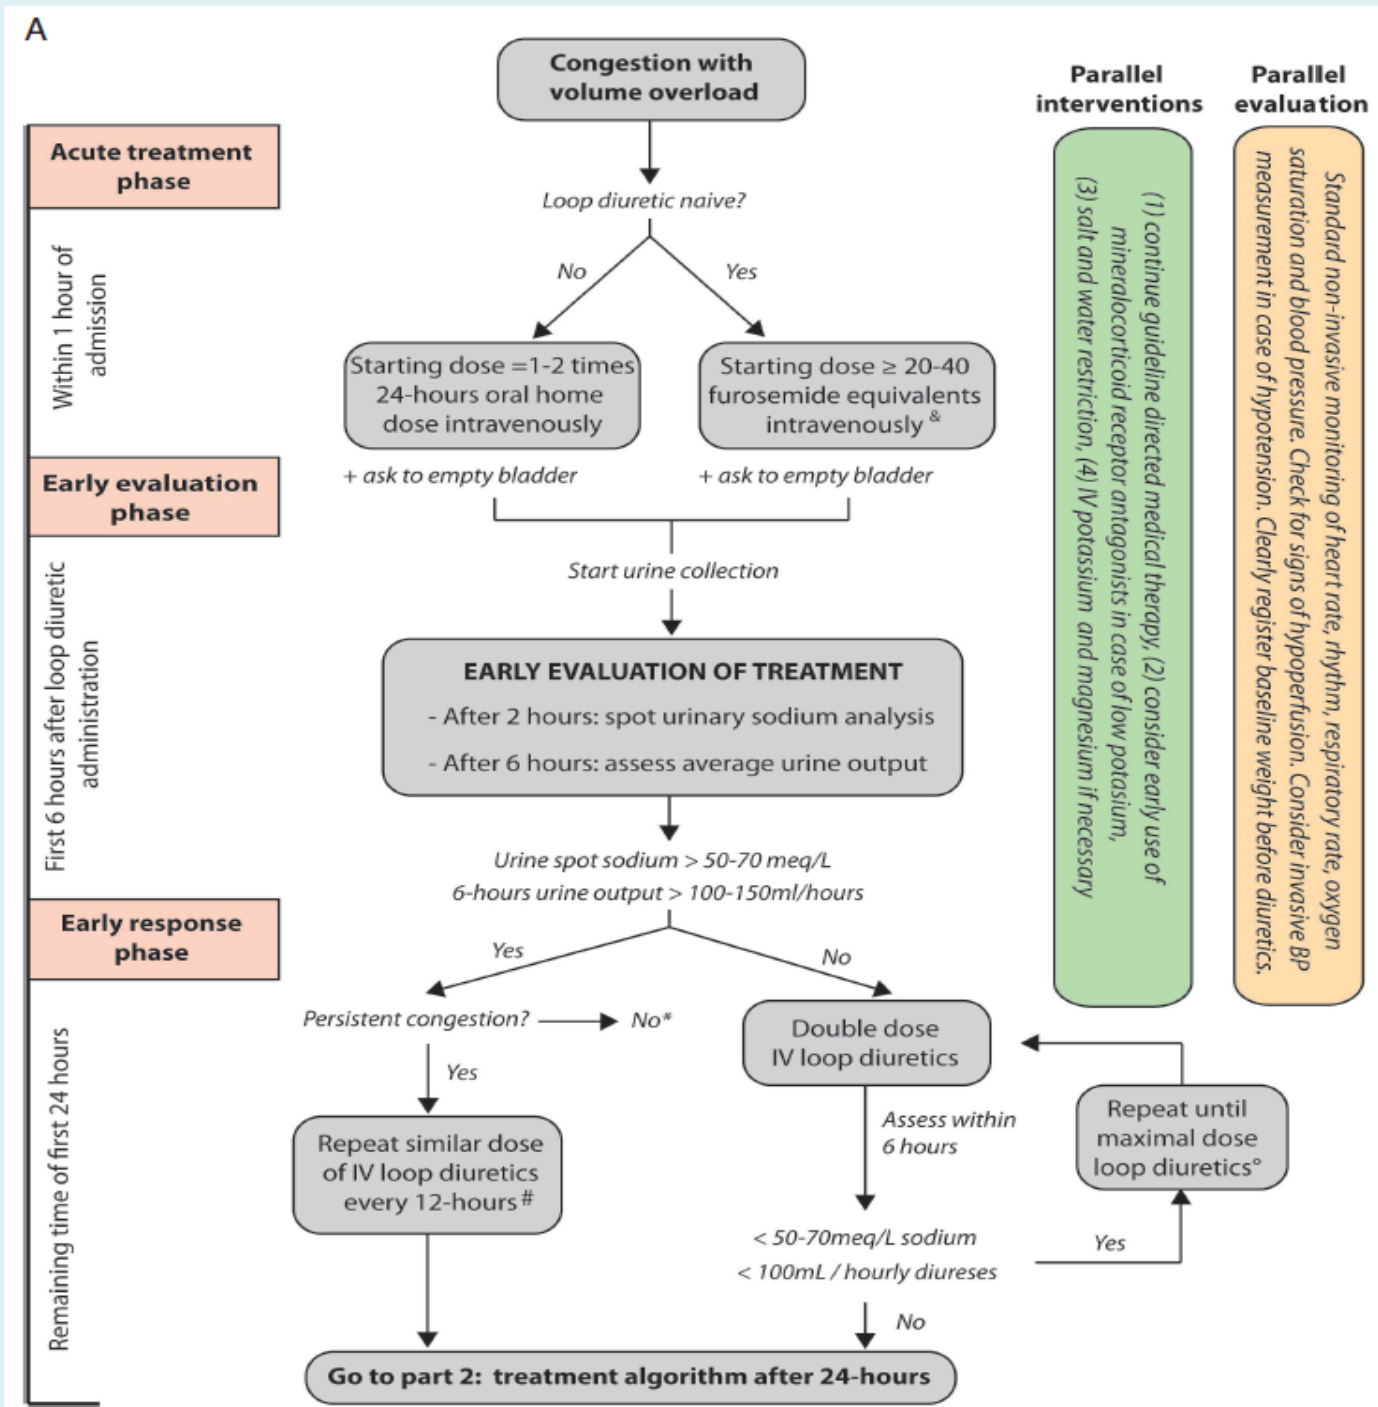 A
Congestion with
volume overload
Parallel
interventions
Parallel
evaluation
Acute treatment
phase
Within 1 hour of
admission
Loop diuretic naive?
No
Yes
Starting dose =1-2 times
24-hours oral home
dose intravenously
Starting dose ≥ 20-40
furosemide equivalents
intravenously &
+ ask to empty bladder
+ ask to empty bladder
Early evaluation
phase
First 6 hours after loop diuretic
administration
Start urine collection
EARLY EVALUATION OF TREATMENT
- After 2 hours: spot urinary sodium analysis
- After 6 hours: assess average urine output
Urine spot sodium > 50-70 meq/L
6-hours urine output > 100-150ml/hours
Early response
phase
Remaining time of first 24 hours
Yes
No
Persistent congestion?
No*
Yes
Repeat similar dose
of IV loop diuretics
every 12-hours#
Double dose
IV loop diuretics
Assess within
6 hours
Repeat until
maximal dose
loop diuretics°
< 50-70meq/L sodium
< 100mL / hourly diureses
Yes
No
Go to part 2: treatment algorithm after 24-hours
(1) continue guideline directed medical therapy, (2) consider early use of
mineralocorticoid receptor antagonists in case of low potasium,
(3) salt and water restriction, (4) IV potassium and magnesium if necessary
Standard non-invasive monitoring of heart rate, rhythm, respiratory rate, oxygen
saturation and blood pressure. Check for signs of hypoperfusion. Consider invasive BP
measurement in case of hypotension. Clearly register baseline weight before diuretics.